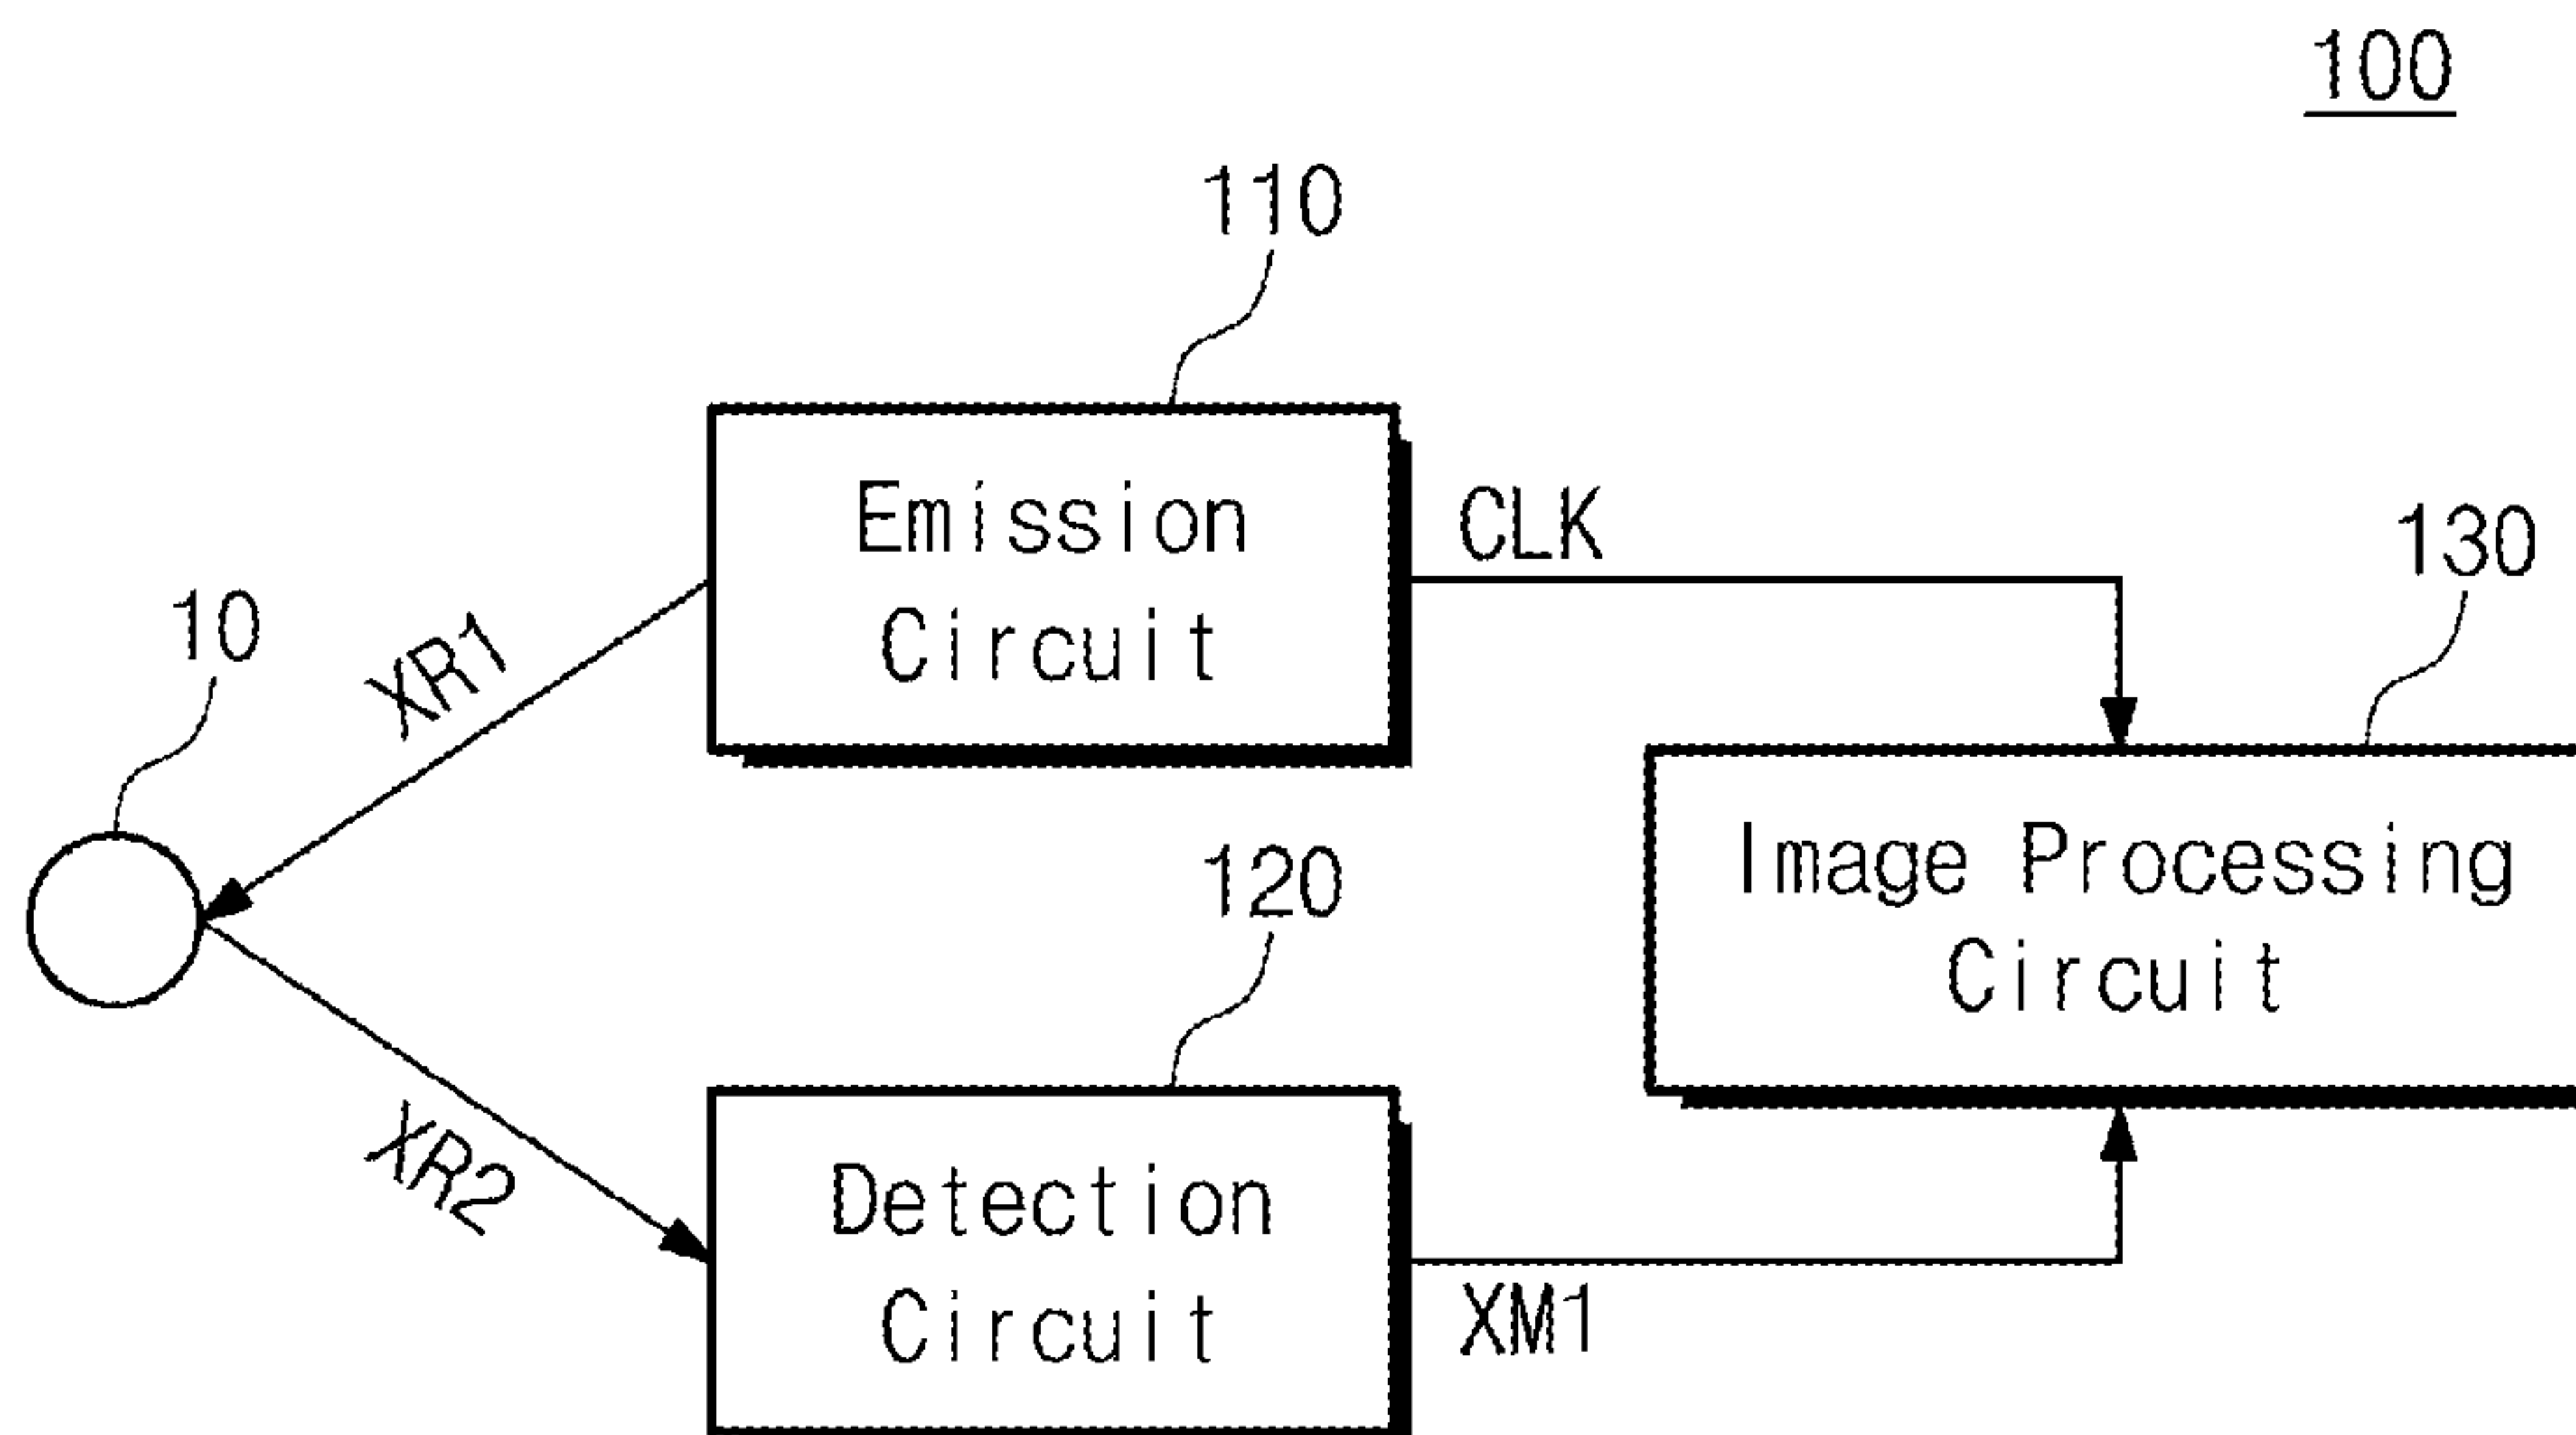 100
110
Emission
Circuit
CLK
130
10
XR1
Image Processing
Circuit
120
XR2
Detection
Circuit
XM1